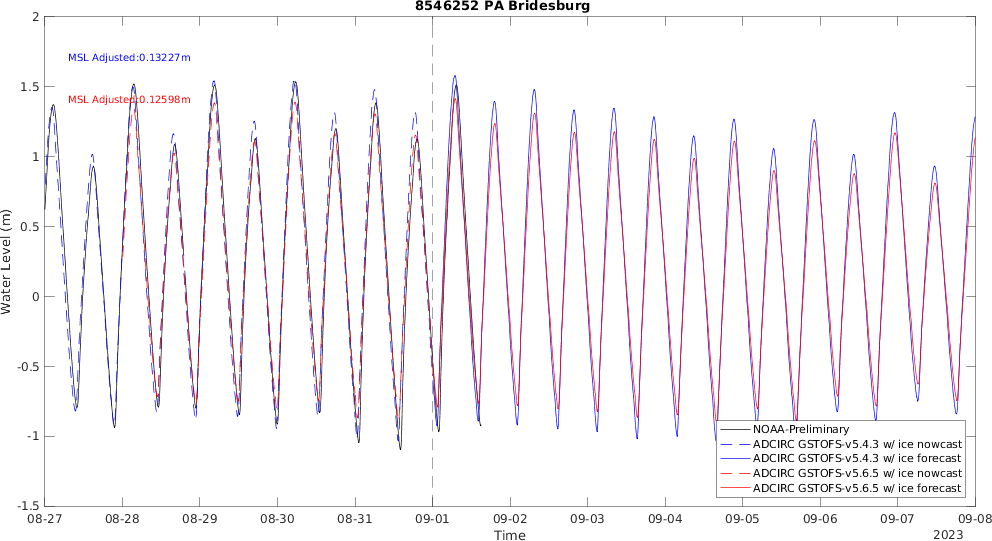 8546252 PA Bridesburg
2
1.5
1
0.5
0
-0.5
-1
-1.5
Water Level (m)
MSL Adjusted:0.13227m
MSL Adjusted:0.12598m
NOAA-Preliminary
ADCIRC GSTOFS-v5.4.3 w/ ice nowcast
ADCIRC GSTOFS-v5.4.3 w/ ice forecast
ADCIRC GSTOFS-v5.6.5 w/ ice nowcast
ADCIRC GSTOFS-v5.6.5 w/ ice forecast
08-27 08-28 08-29 08-30 08-31 09-01 09-02 09-03 09-04 09-05 09-06 09-07 09-08
Time
2023